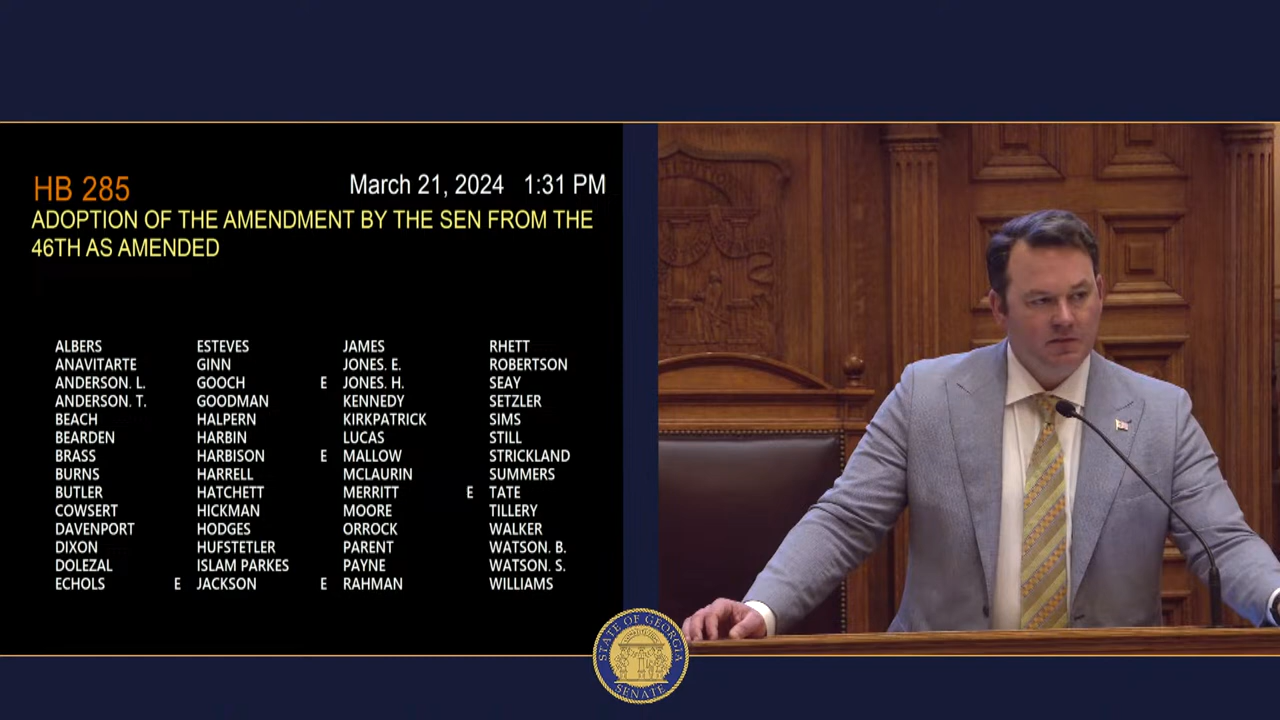 HB 285
March 21, 2024 1:31 PM
ADOPTION OF THE AMENDMENT BY THE SEN FROM THE
46TH AS AMENDED
ALBERS ESTEVES JAMES RHETT
ANAVITARTE GINN JONES. E. ROBERTSON
ANDERSON. L. GOOCH E JONES. H. SEAY
ANDERSON. T. GOODMAN KENNEDY SETZLER
BEACH HALPERN KIRKPATRICK SIMS
BEARDEN HARBIN LUCAS STILL
BRASS HARBISON E MALLOW STRICKLAND
BURNS HARRELL MCLAURIN SUMMERS
BUTLER HATCHETT MERRITT E TATE
COWSERT HICKMAN MOORE TILLERY
DAVENPORT HODGES ORROCK WALKER
DIXON HUFSTETLER PARENT WATSON. B.
DOLEZAL ISLAM PARKES PAYNE WATSON. S.
ECHOLS E JACKSON E RAHMAN WILLIAMS
STATE OF GEORGIA
SENATE